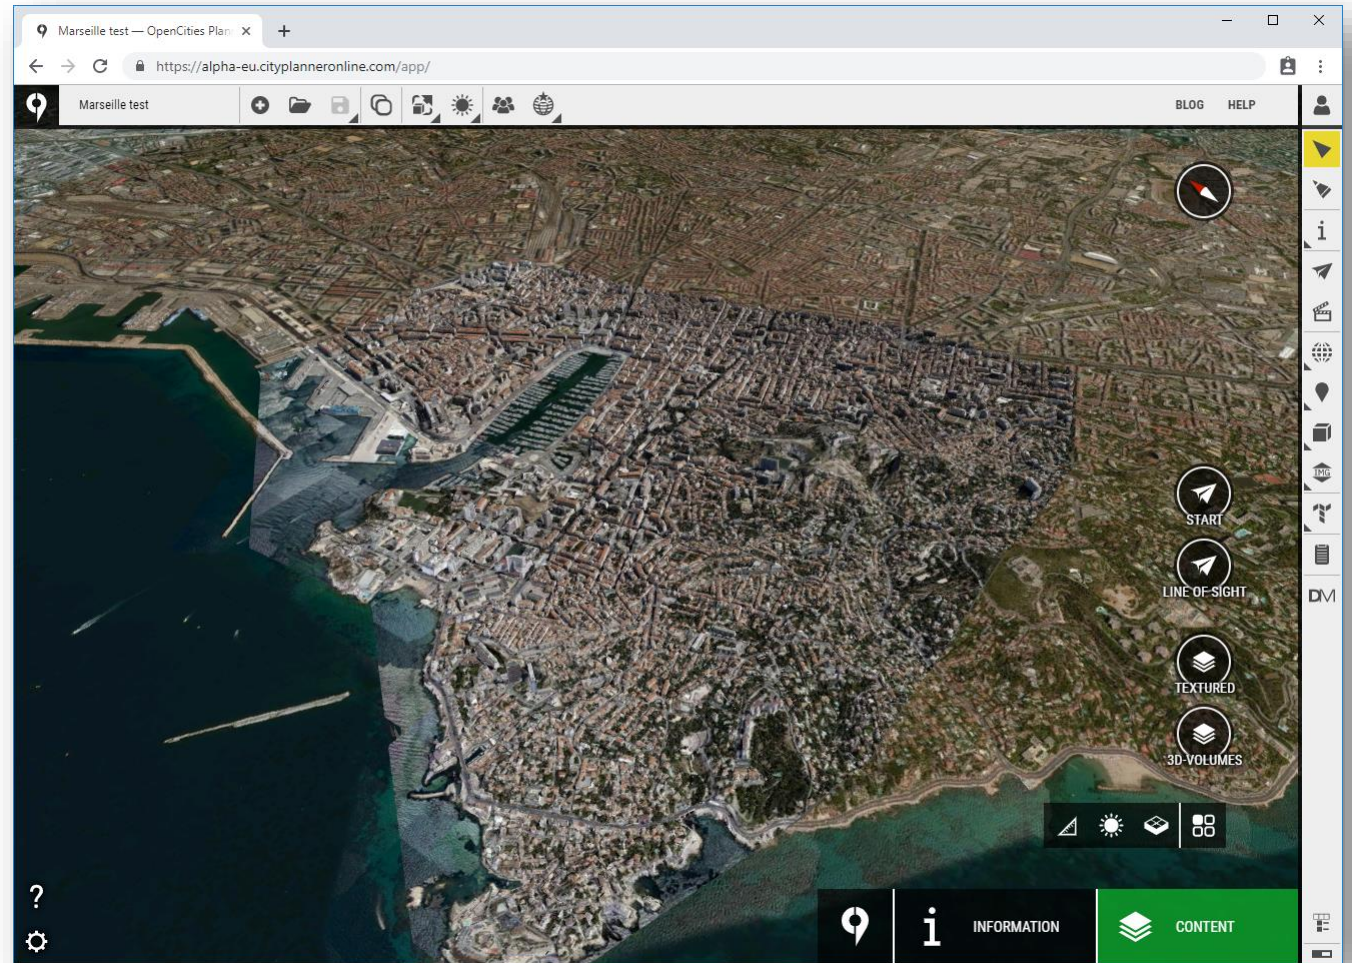 Marseille test — OpenCities Plan
https://alpha-eu.cityplanneronline.com/app/
Marseille test
BLOG
HELP
i
IMG
START
LINE OF SIGHT
DM
TEXTURED
3D-VOLUMES
?
i
INFORMATION
CONTENT